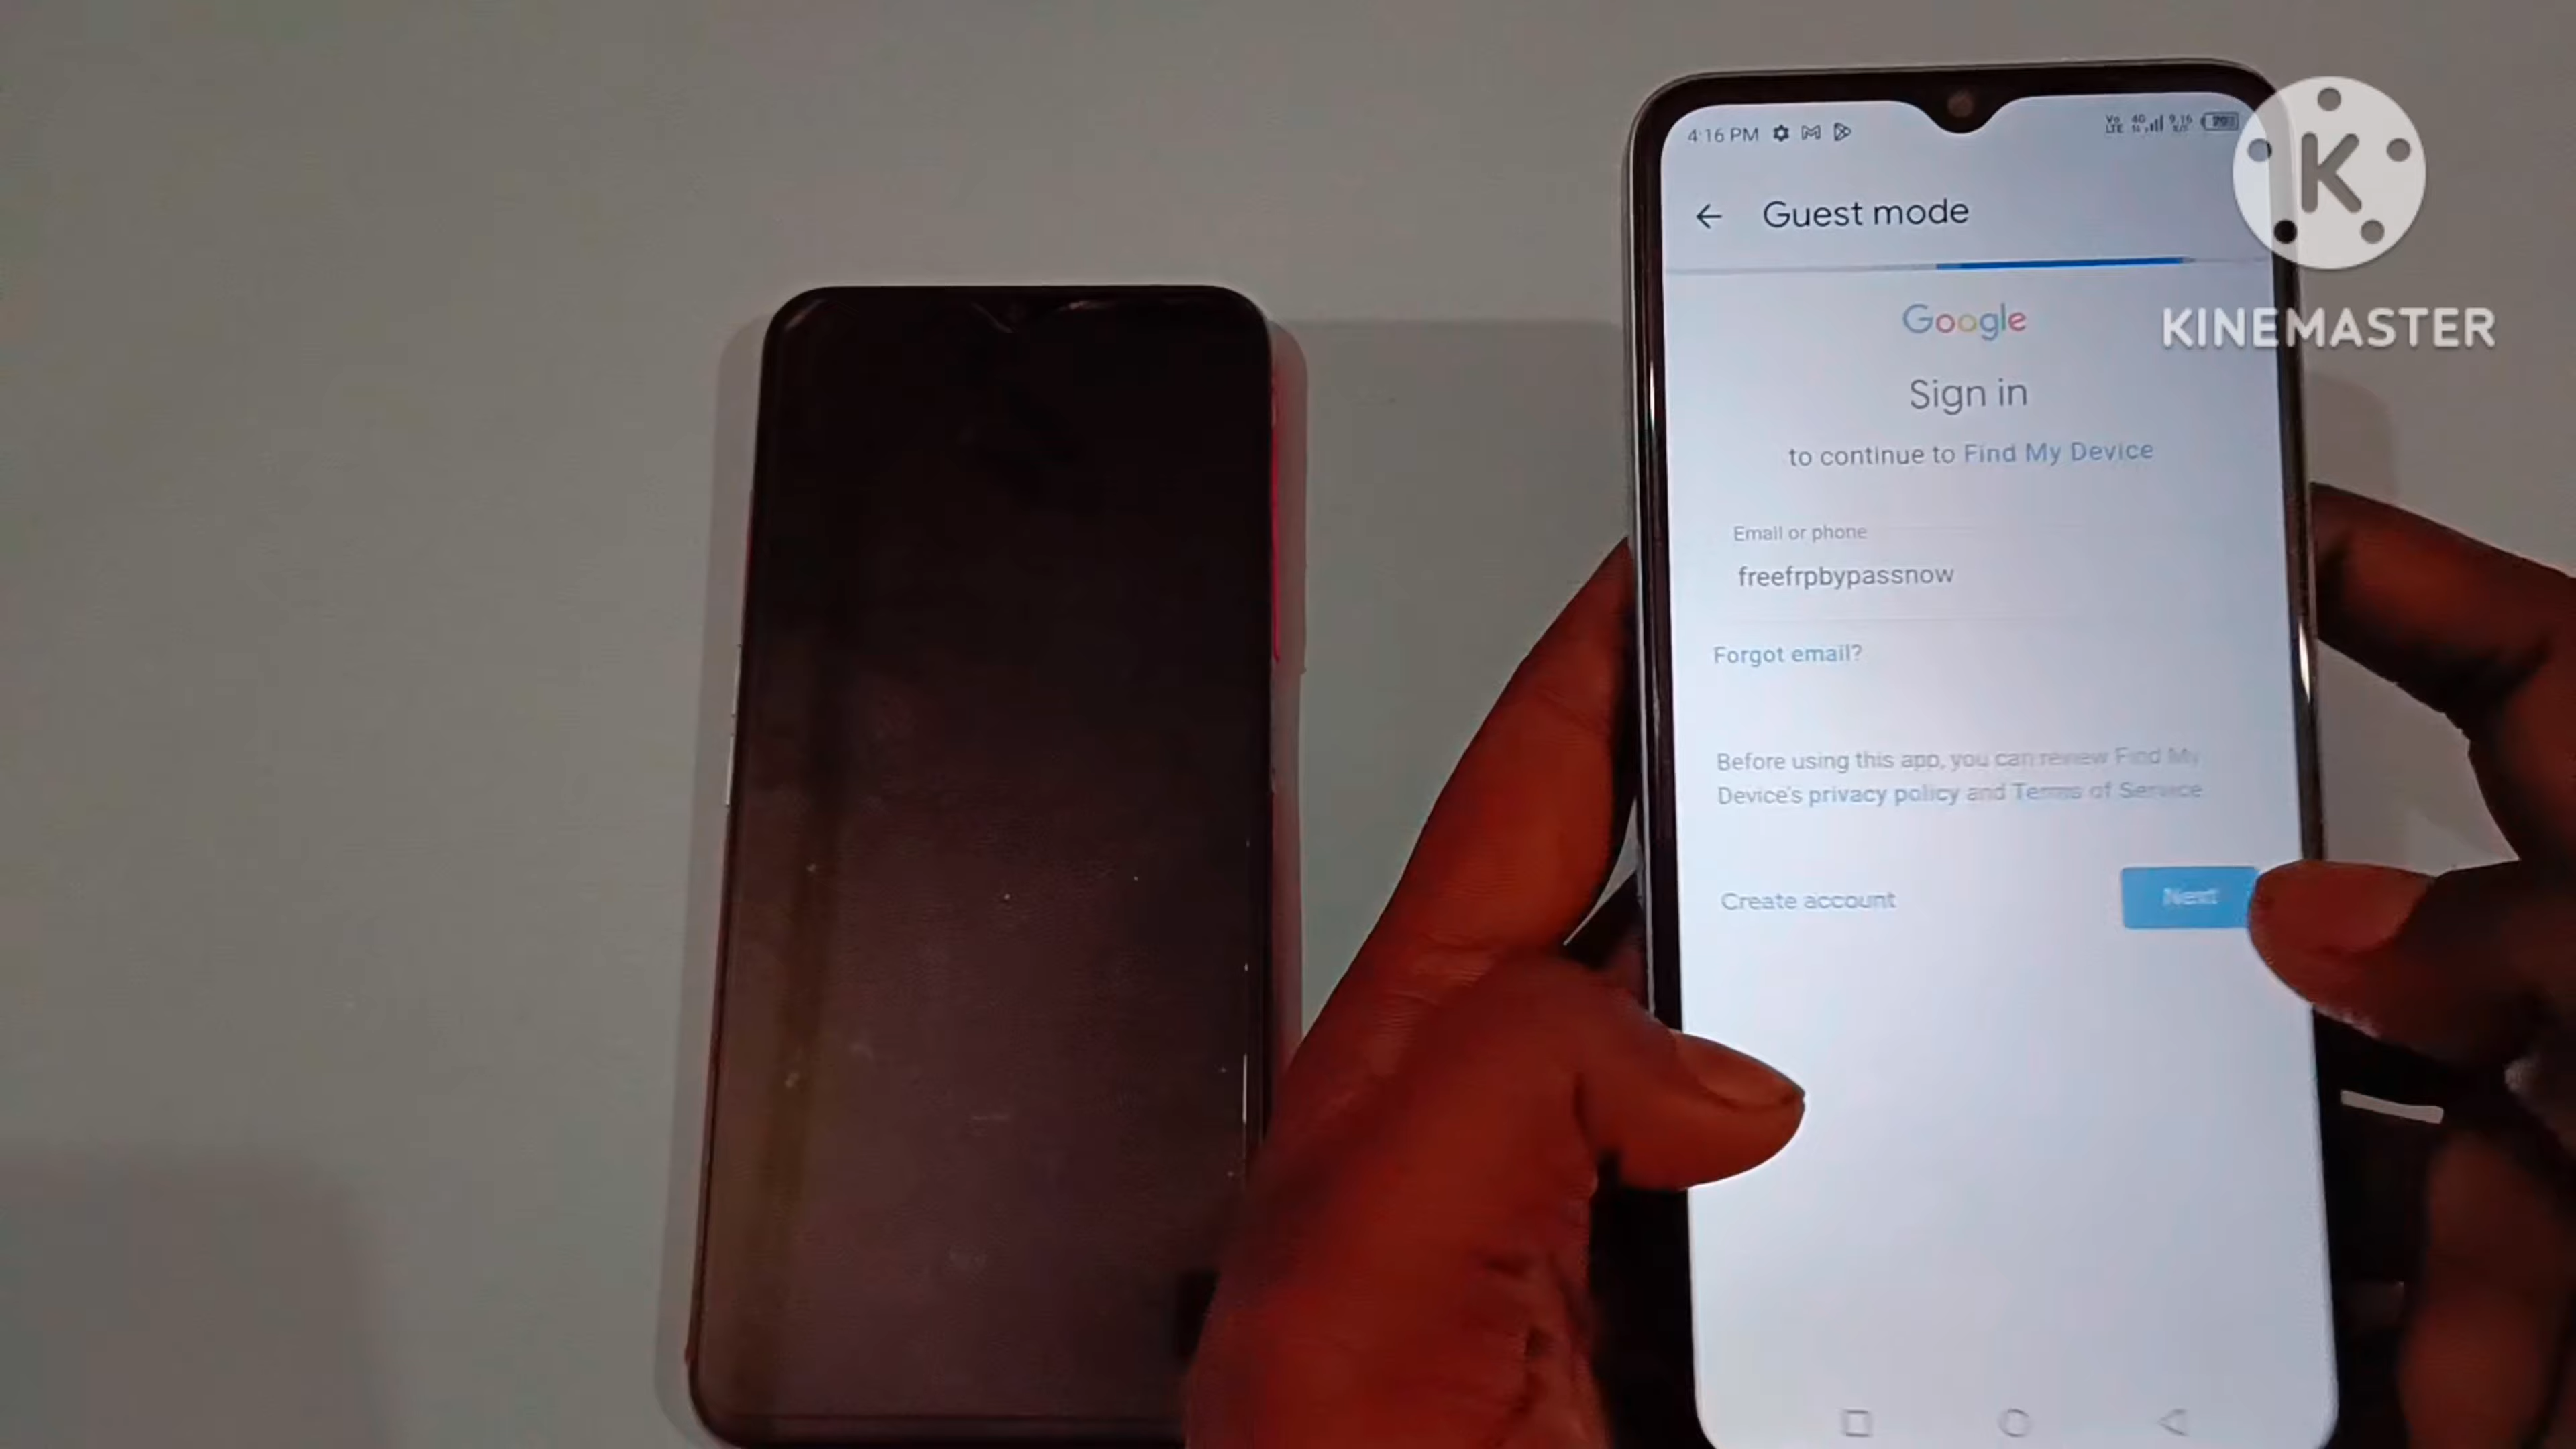 4:16 PM
Guest mode
Google
Sign in
to continue to Find My Device
Email or phone
freefrpbypassnow
Forgot email?
Before using this app, you can review Find My
Device's privacy policy and Terms of Service
Create account
Next
K
KINEMASTER